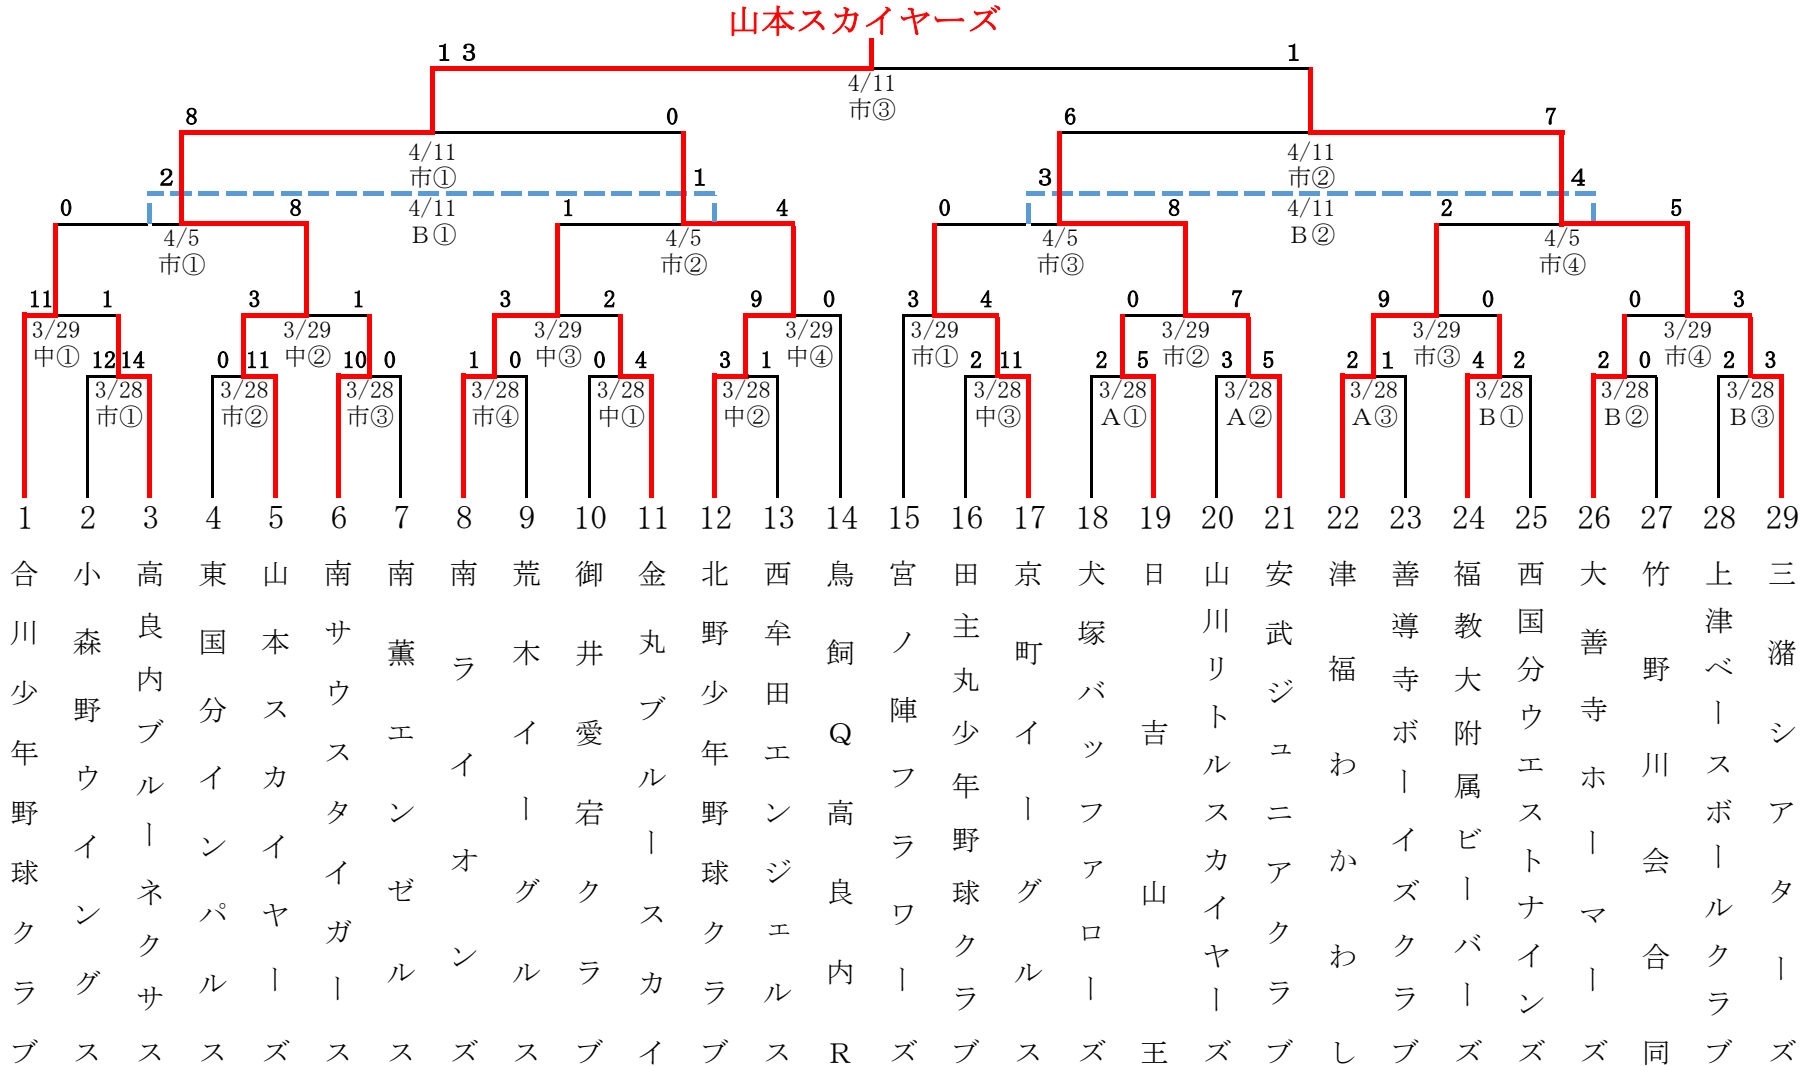 山本スカイヤーズ
13 1
4/11
市③
8 0 6 7
4/11 4/11
市① 市②
2 1 3 4
4/11 4/11
B① B②
0 8 1 4 0 8 2 5
4/5 4/5 4/5 4/5
市① 市② 市③ 市④
11 1 3 1 3 2 9 0 3 4 0 7 9 0 0 3
3/29 3/29 3/29 3/29 3/29 3/29 3/29 3/29
中① 中② 中③ 中④ 市① 市② 市③ 市④
12 14 0 11 10 0 1 0 0 4 3 1 2 11 2 5 3 5 2 1 4 2 2 0 2 3
3/28 3/28 3/28 3/28 3/28 3/28 3/28 3/28 3/28 3/28 3/28 3/28 3/28
市① 市② 市③ 市④ 中① 中② 中③ A① A② A③ B① B② B③
1 2 3 4 5 6 7 8 9 10 11 12 13 14 15 16 17 18 19 20 21 22 23 24 25 26 27 28 29
合川少年野球クラブ
小森野ウイングス
高良内ブルーネクサス
東国分インパルス
山本スカイヤーズ
南サウスタイガース
南薫エンゼルス
南ライオンズ
荒木イーグルス
御井愛宕クラブ
金丸ブルースカイ
北野少年野球クラブ
西牟田エンジェルス
鳥飼Q高良内R
宮ノ陣フラワーズ
田主丸少年野球クラブ
京町イーグルス
犬塚バッファローズ
日吉山王
山川リトルスカイヤーズ
安武ジュニアクラブ
津福わかわし
善導寺ボーイズクラブ
福教大附属ビーバーズ
西国分ウエストナインズ
大善寺ホーマーズ
竹野川会合同
上津ベースボールクラブ
三潴シアターズ